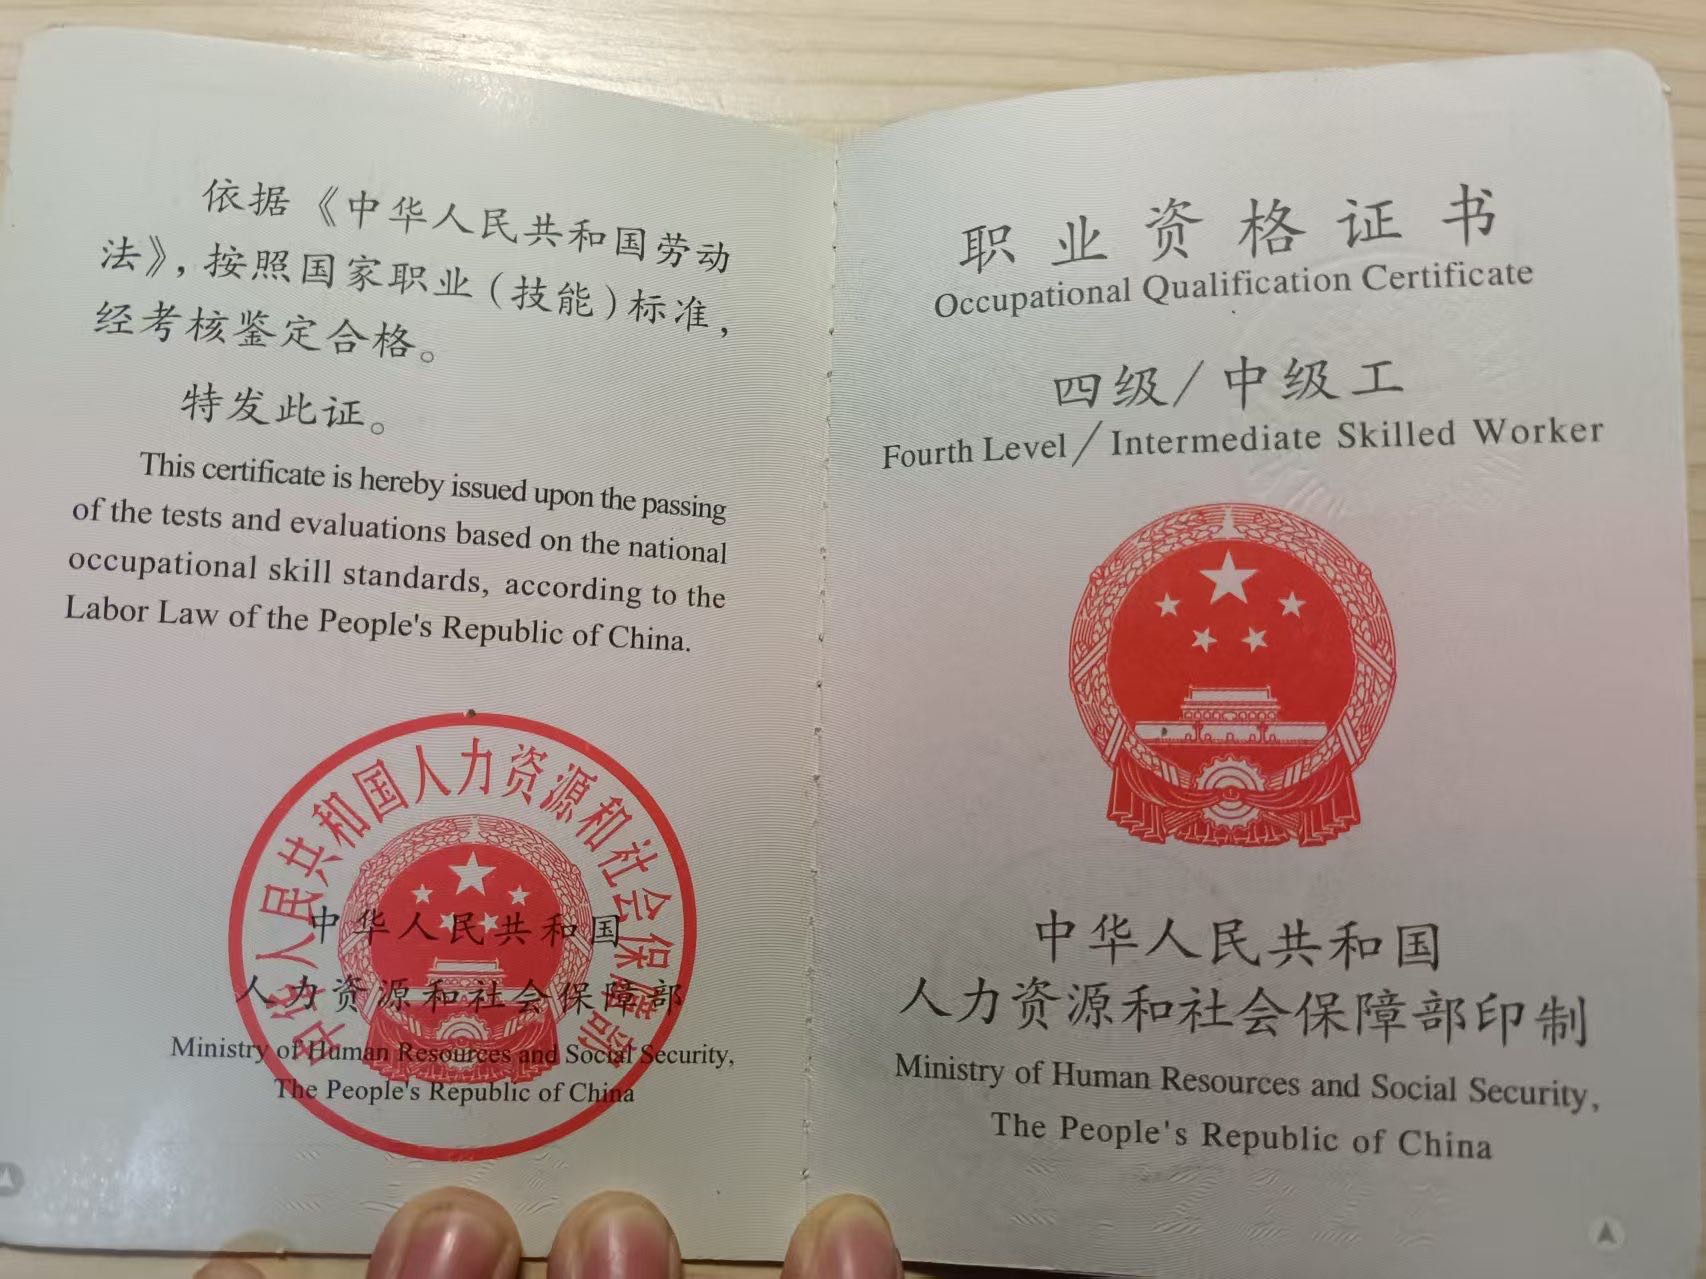 依据《中华人民共和国劳动
法》，按照国家职业（技能）标准，
经考核鉴定合格。
特发此证。
This certificate is hereby issued upon the passing
of the tests and evaluations based on the national
occupational skill standards, according to the
Labor Law of the People's Republic of China.
中华人民共和国人力资源和社会保障部
中华人民共和国
人力资源和社会保障部
Ministry of Human Resources and Social Security,
The People's Republic of China
职业资格证书
Occupational Qualification Certificate
四级/中级工
Fourth Level/Intermediate Skilled Worker
中华人民共和国
人力资源和社会保障部印制
Ministry of Human Resources and Social Security,
The People's Republic of China